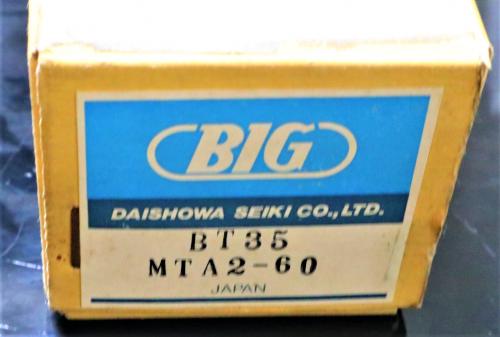 BIG
DAISHOWA SEIKI CO., LTD.
BT35
MTA2-60
JAPAN